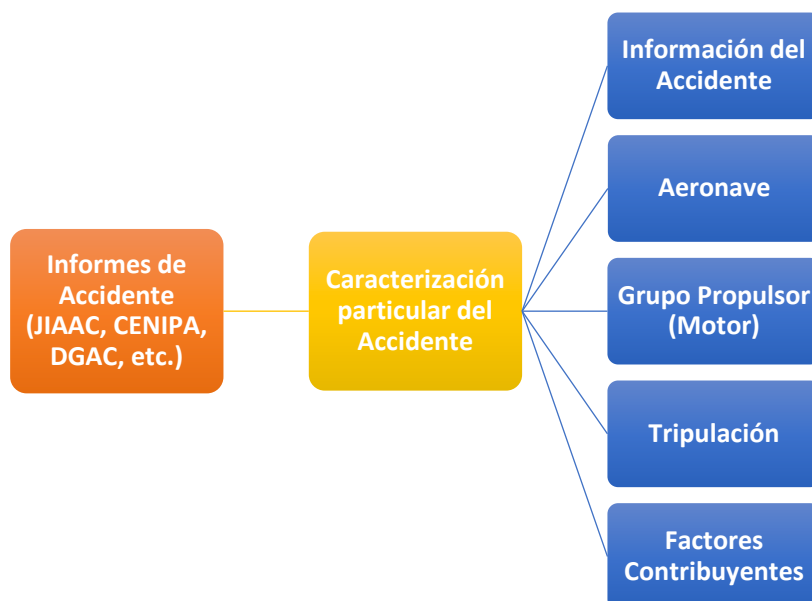 Informes de
Accidente
(JIAAC, CENIPA,
DGAC, etc.)
Caracterización
particular del
Accidente
Información del
Accidente
Aeronave
Grupo Propulsor
(Motor)
Tripulación
Factores
Contribuyentes